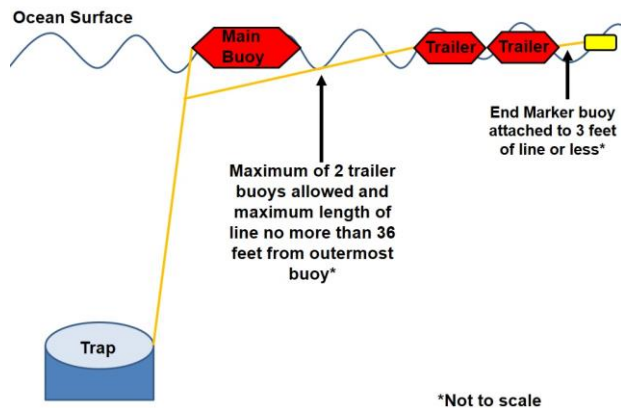 Ocean Surface
Main
Buoy
Trailer
Trailer
End Marker buoy
attached to 3 feet
of line or less*
Maximum of 2 trailer
buoys allowed and
maximum length of
line no more than 36
feet from outermost
buoy*
Trap
*Not to scale